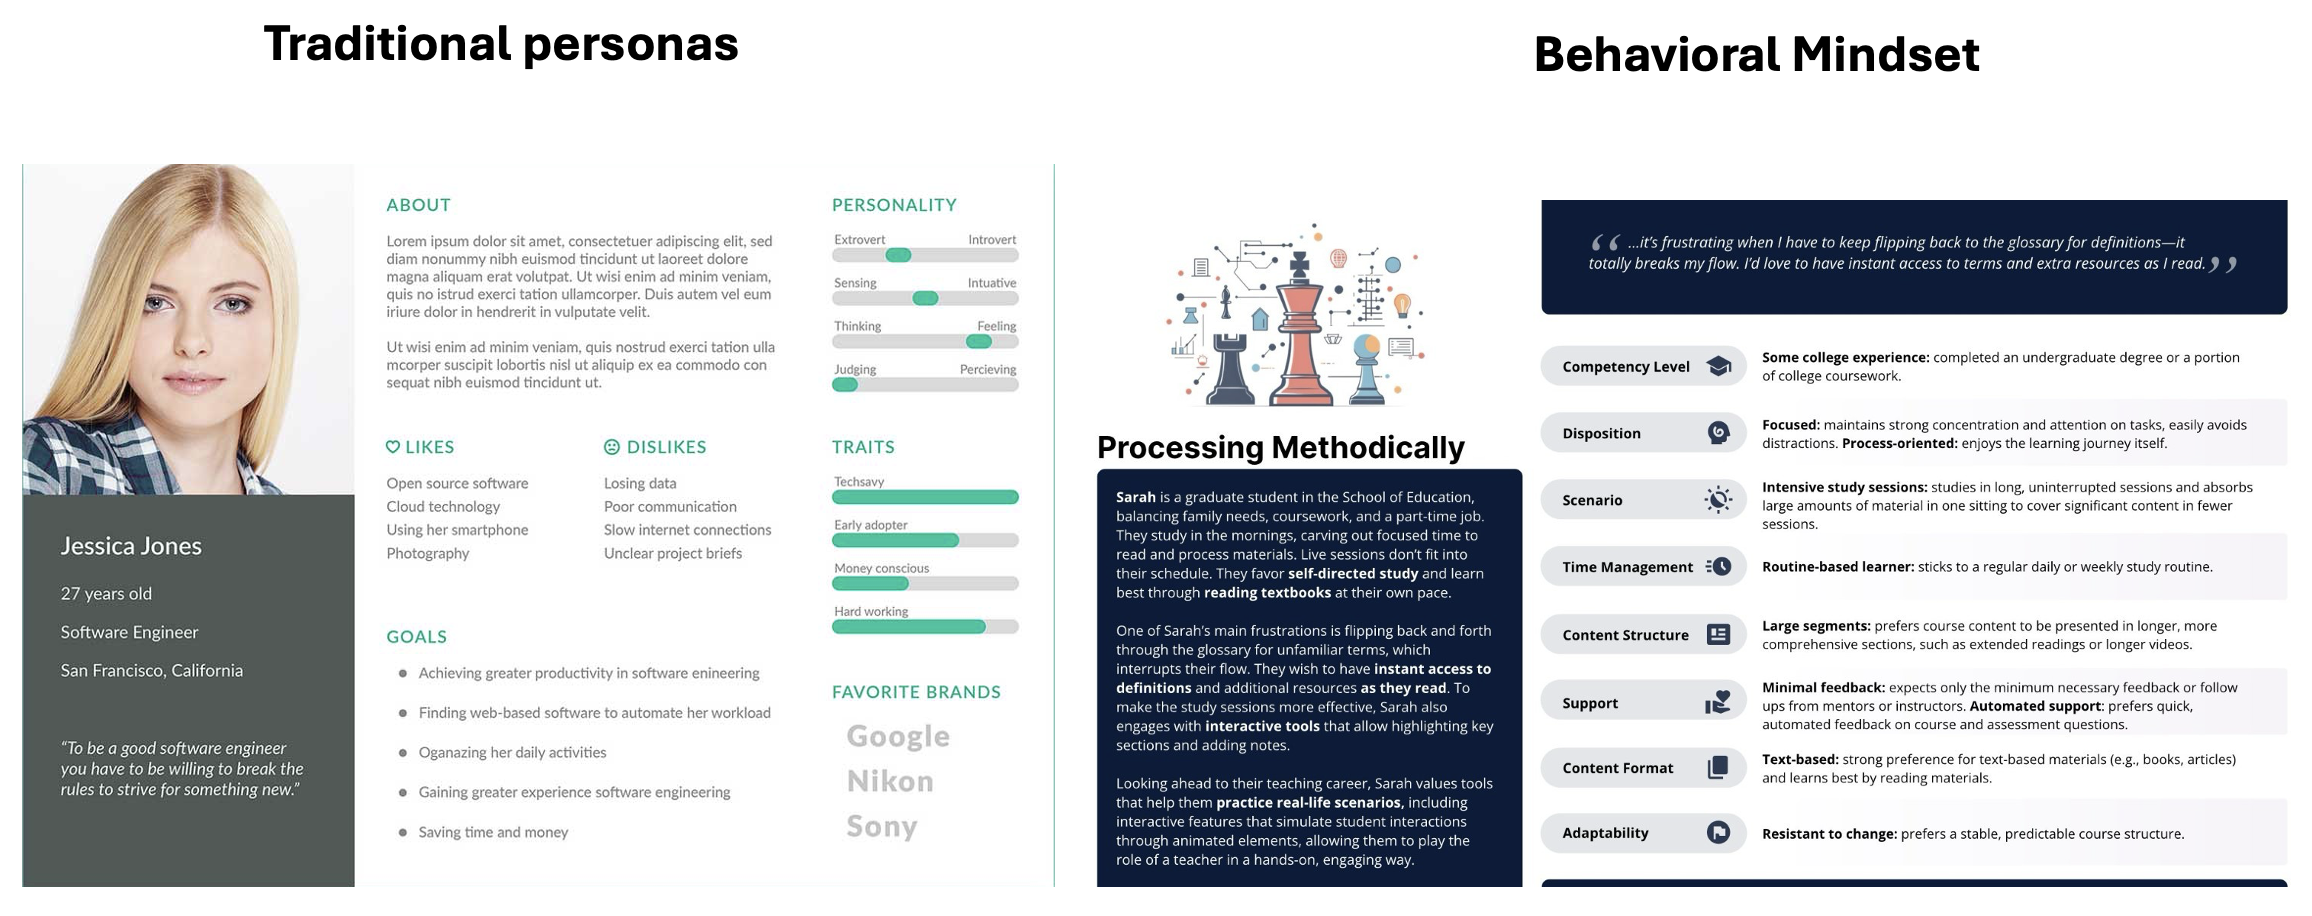 Traditional personas
Behavioral Mindset
Jessica Jones
27 years old
Software Engineer
San Francisco, California
“To be a good software engineer
you have to be willing to break the
rules to strive for something new.”
ABOUT
Lorem ipsum dolor sit amet, consectetuer adipiscing elit, sed
diam nonummy nibh euismod tincidunt ut laoreet dolore
magna aliquam erat volutpat. Ut wisi enim ad minim veniam,
quis no istrud exerci tation ullamcorper. Duis autem vel eum
iriure dolor in hendrerit in vulputate velit.
Ut wisi enim ad minim veniam, quis nostrud exerci tation ulla
mcorper suscipit lobortis nisl ut aliquip ex ea commodo con
sequat nibh euismod tincidunt ut.
LIKES
Open source software
Cloud technology
Using her smartphone
Photography
DISLIKES
Losing data
Poor communication
Slow internet connections
Unclear project briefs
GOALS
Achieving greater productivity in software enineering
Finding web-based software to automate her workload
Oganazing her daily activities
Gaining greater experience software engineering
Saving time and money
PERSONALITY
Extrovert Introvert
Sensing Intuative
Thinking Feeling
Judging Percieving
TRAITS
Techsavy
Early adopter
Money conscious
Hard working
FAVORITE BRANDS
Google
Nikon
Sony
Processing Methodically
Sarah is a graduate student in the School of Education,
balancing family needs, coursework, and a part-time job.
They study in the mornings, carving out focused time to
read and process materials. Live sessions don’t fit into
their schedule. They favor self-directed study and learn
best through reading textbooks at their own pace.
One of Sarah’s main frustrations is flipping back and forth
through the glossary for unfamiliar terms, which
interrupts their flow. They wish to have instant access to
definitions and additional resources as they read. To
make the study sessions more effective, Sarah also
engages with interactive tools that allow highlighting key
sections and adding notes.
Looking ahead to their teaching career, Sarah values tools
that help them practice real-life scenarios, including
interactive features that simulate student interactions
through animated elements, allowing them to play the
role of a teacher in a hands-on, engaging way.
“ ...it’s frustrating when I have to keep flipping back to the glossary for definitions—it
totally breaks my flow. I’d love to have instant access to terms and extra resources as I read. ”
Competency Level
Some college experience: completed an undergraduate degree or a portion
of college coursework.
Disposition
Focused: maintains strong concentration and attention on tasks, easily avoids
distractions. Process-oriented: enjoys the learning journey itself.
Scenario
Intensive study sessions: studies in long, uninterrupted sessions and absorbs
large amounts of material in one sitting to cover significant content in fewer
sessions.
Time Management
Routine-based learner: sticks to a regular daily or weekly study routine.
Content Structure
Large segments: prefers course content to be presented in longer, more
comprehensive sections, such as extended readings or longer videos.
Support
Minimal feedback: expects only the minimum necessary feedback or follow
ups from mentors or instructors. Automated support: prefers quick,
automated feedback on course and assessment questions.
Content Format
Text-based: strong preference for text-based materials (e.g., books, articles)
and learns best by reading materials.
Adaptability
Resistant to change: prefers a stable, predictable course structure.